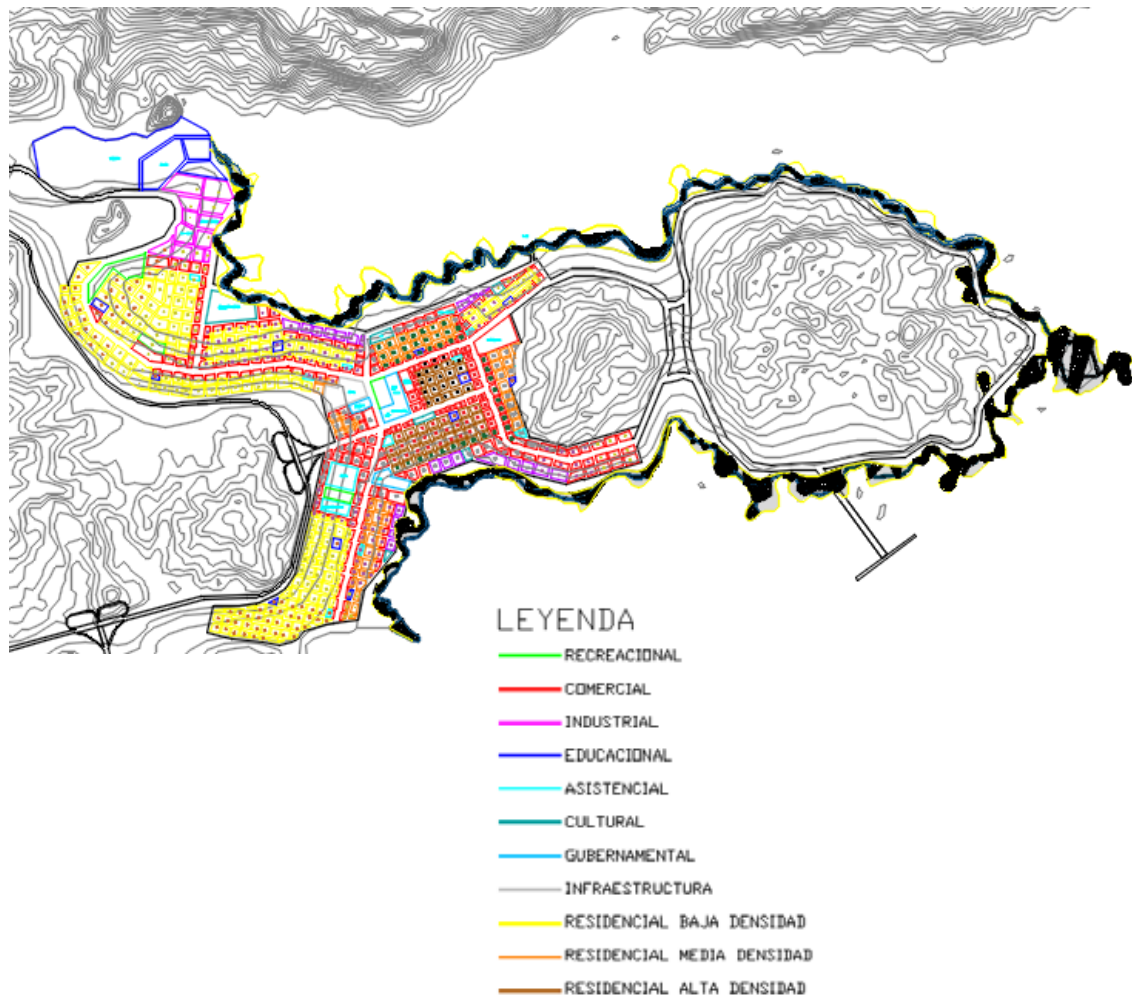 LEYENDA
RECREACIONAL
COMERCIAL
INDUSTRIAL
EDUCACIONAL
ASISTENCIAL
CULTURAL
GUBERNAMENTAL
INFRAESTRUCTURA
RESIDENCIAL BAJA DENSIDAD
RESIDENCIAL MEDIA DENSIDAD
RESIDENCIAL ALTA DENSIDAD